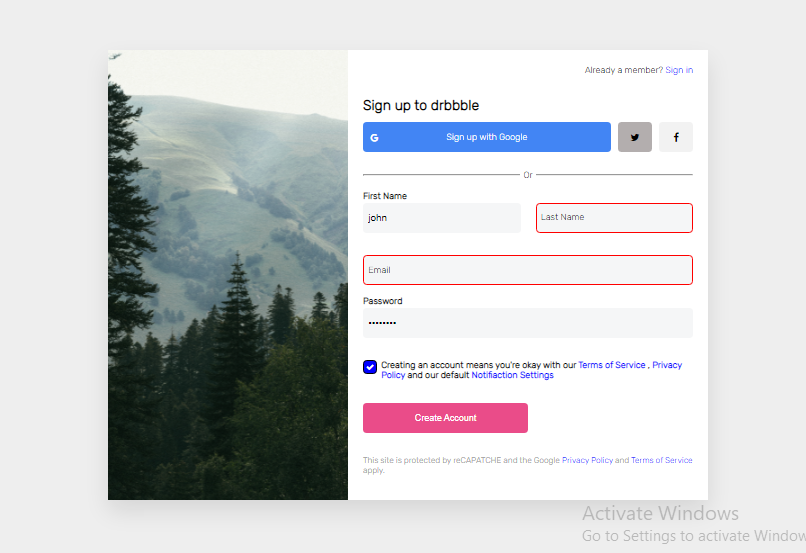 Already a member? Sign in
Sign up to drbbble
G Sign up with Google
Or
First Name
john
Last Name
Email
Password
••••••••
Creating an account means you're okay with our Terms of Service , Privacy
Policy and our default Notifiaction Settings
Create Account
This site is protected by reCAPATCHE and the Google Privacy Policy and Terms of Service
apply.
Activate Windows
Go to Settings to activate Window